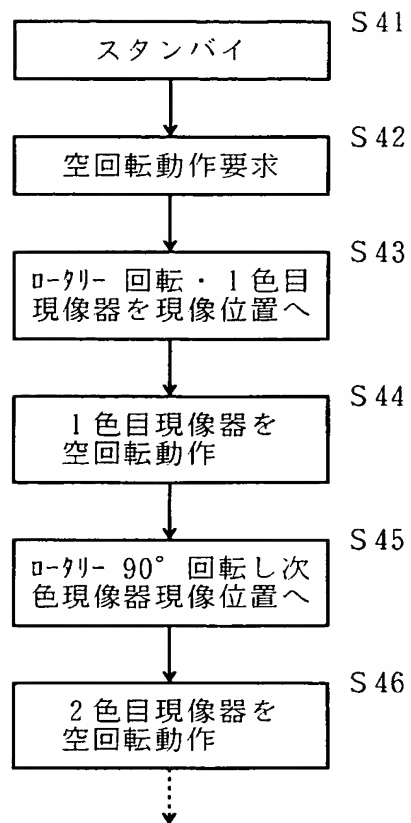 S41
スタンバイ
S42
空回転動作要求
S43
ﾛｰﾀﾘｰ 回転・1色目
現像器を現像位置へ
S44
1色目現像器を
空回転動作
S45
ﾛｰﾀﾘｰ 90° 回転し次
色現像器現像位置へ
S46
2色目現像器を
空回転動作